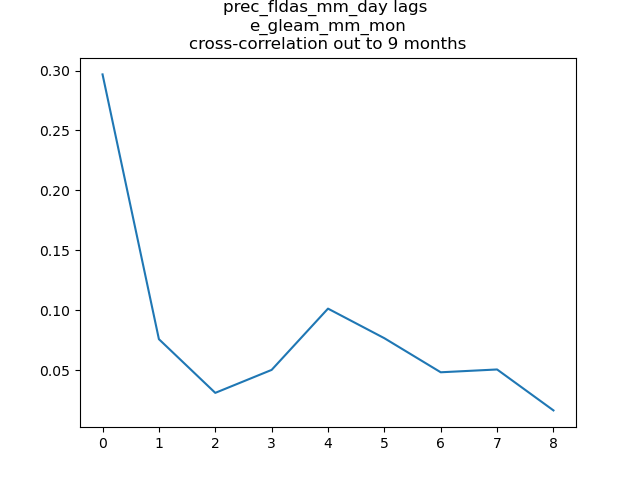 prec_fldas_mm_day lags
e_gleam_mm_mon
cross-correlation out to 9 months
0.30
0.25
0.20
0.15
0.10
0.05
0 1 2 3 4 5 6 7 8